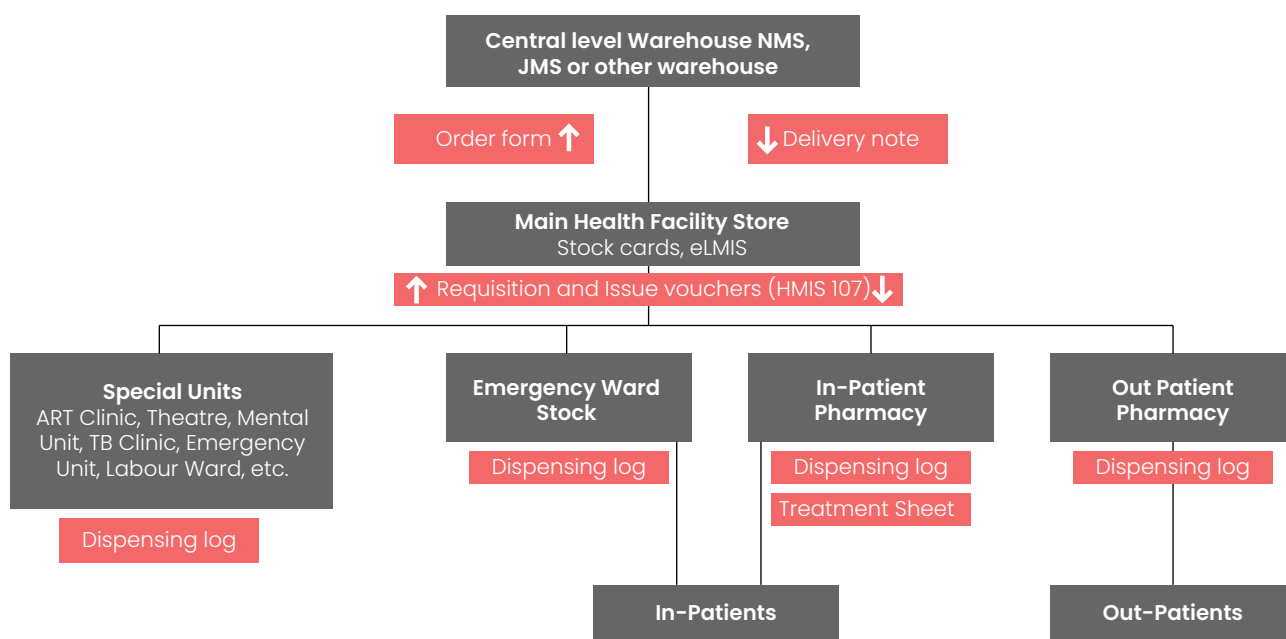 Central level Warehouse NMS,
JMS or other warehouse
Order form
Delivery note
Main Health Facility Store
Stock cards, eLMIS
Requisition and Issue vouchers (HMIS 107)
Special Units
ART Clinic, Theatre, Mental
Unit, TB Clinic, Emergency
Unit, Labour Ward, etc.
Dispensing log
Emergency Ward
Stock
Dispensing log
In-Patient
Pharmacy
Dispensing log
Treatment Sheet
Out Patient
Pharmacy
Dispensing log
In-Patients
Out-Patients